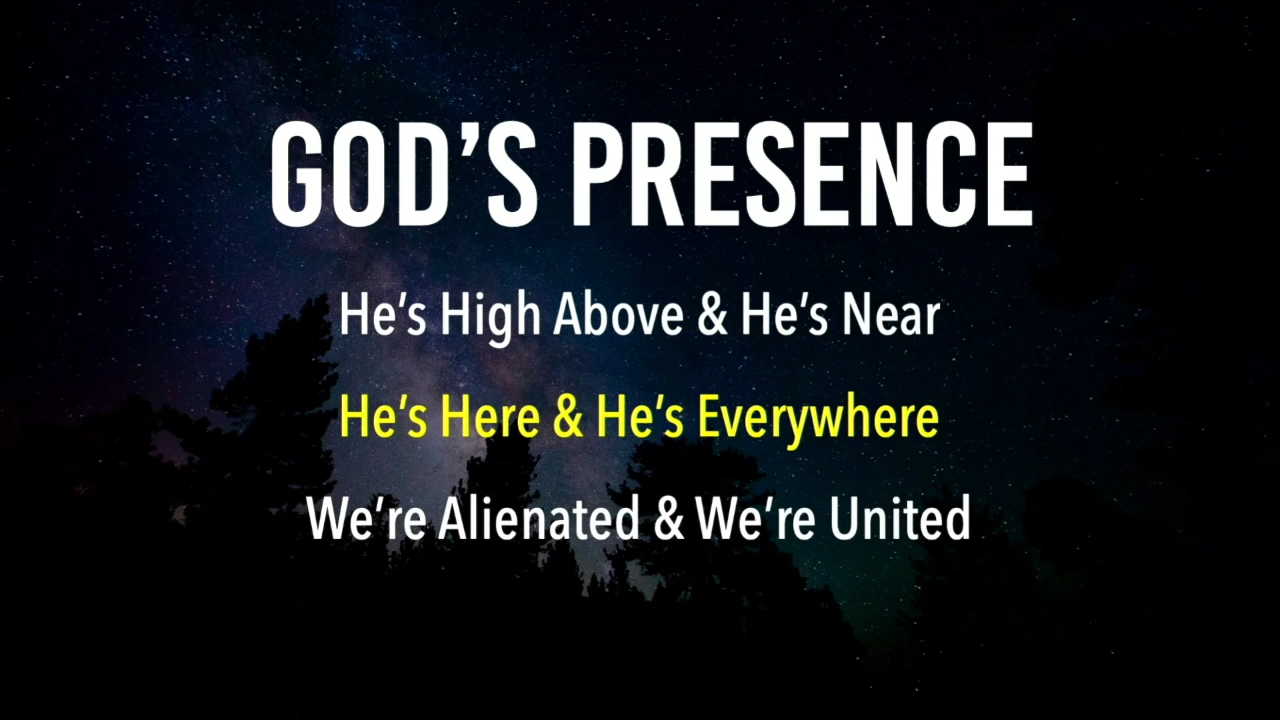 GOD’S PRESENCE
He’s High Above & He’s Near
He’s Here & He’s Everywhere
We’re Alienated & We’re United